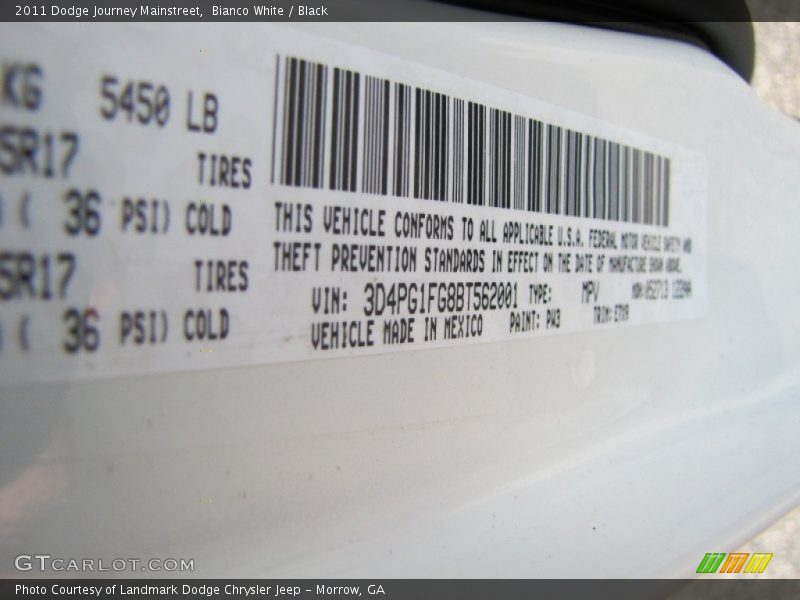 2011 Dodge Journey Mainstreet, Bianco White / Black
KG 5450 LB
5R17 TIRES
( 36 PSI) COLD
5R17 TIRES
( 36 PSI) COLD
THIS VEHICLE CONFORMS TO ALL APPLICABLE U.S.A. FEDERAL MOTOR VEHICLE SAFETY AND
THEFT PREVENTION STANDARDS IN EFFECT ON THE DATE OF MANUFACTURE SHOWN ABOVE.
VIN: 3D4PG1FG8BT562001 TYPE: MPV
VEHICLE MADE IN MEXICO PAINT: PW3 TRIM:
GTCARLOT.COM
Photo Courtesy of Landmark Dodge Chrysler Jeep – Morrow, GA